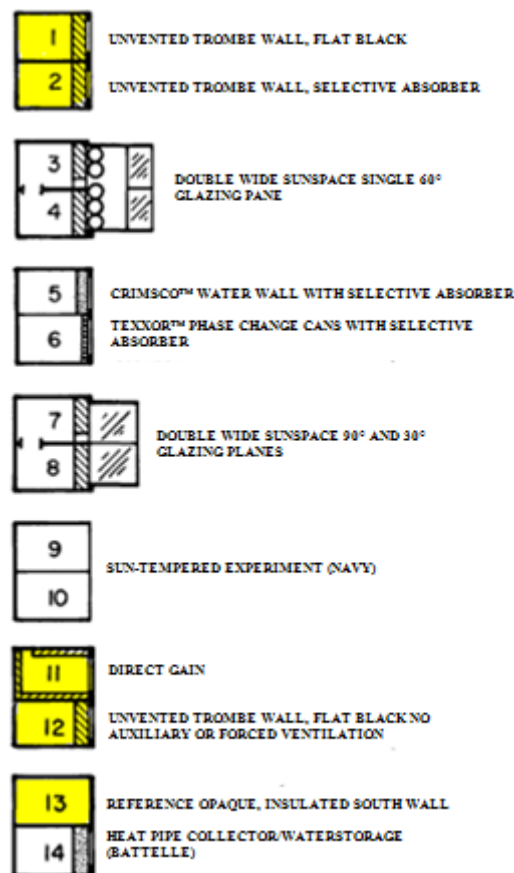 1
UNVENTED TROMBE WALL, FLAT BLACK
2
UNVENTED TROMBE WALL, SELECTIVE ABSORBER
3
4
DOUBLE WIDE SUNSPACE SINGLE 60°
GLAZING PANE
5
CRIMSCO™ WATER WALL WITH SELECTIVE ABSORBER
6
TEXXOR™ PHASE CHANGE CANS WITH SELECTIVE
ABSORBER
7
8
DOUBLE WIDE SUNSPACE 90° AND 30°
GLAZING PLANES
9
10
SUN-TEMPERED EXPERIMENT (NAVY)
11
DIRECT GAIN
12
UNVENTED TROMBE WALL, FLAT BLACK NO
AUXILIARY OR FORCED VENTILATION
13
REFERENCE OPAQUE, INSULATED SOUTH WALL
14
HEAT PIPE COLLECTOR/WATERSTORAGE
(BATTELLE)